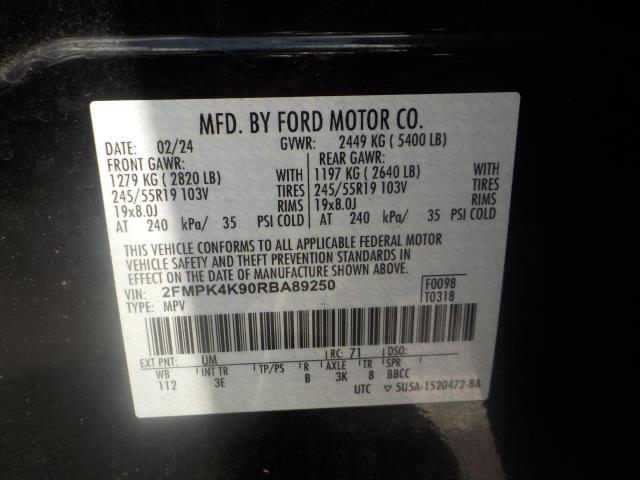 MFD. BY FORD MOTOR CO.
DATE: 02/24 GVWR: 2449 KG ( 5400 LB)
FRONT GAWR: REAR GAWR:
1279 KG ( 2820 LB) WITH 1197 KG ( 2640 LB) WITH
245/55R19 103V TIRES 245/55R19 103V TIRES
19x8.0J RIMS 19x8.0J RIMS
AT 240 kPa/ 35 PSI COLD AT 240 kPa/ 35 PSI COLD
THIS VEHICLE CONFORMS TO ALL APPLICABLE FEDERAL MOTOR
VEHICLE SAFETY AND THEFT PREVENTION STANDARDS IN
EFFECT ON THE DATE OF MANUFACTURE SHOWN ABOVE.
VIN: 2FMPK4K90RBA89250 F0098
TYPE: MPV T0318
EXT PNT: UM RC: 71 DSO:
WB INT TR TP/PS R AXLE TR SPR
112 3E B 3K 8 BBCC
UTC ▽ 5U5A-1520472-BA